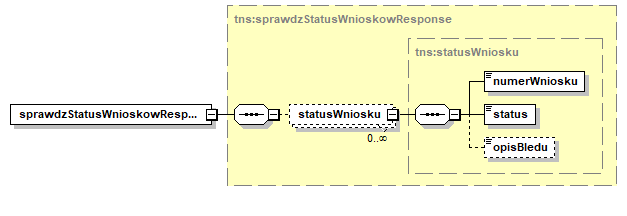 tns:sprawdzStatusWnioskowResponse
tns:statusWniosku
numerWniosku
sprawdzStatusWnioskowResp...
statusWniosku
status
0..∞
opisBledu